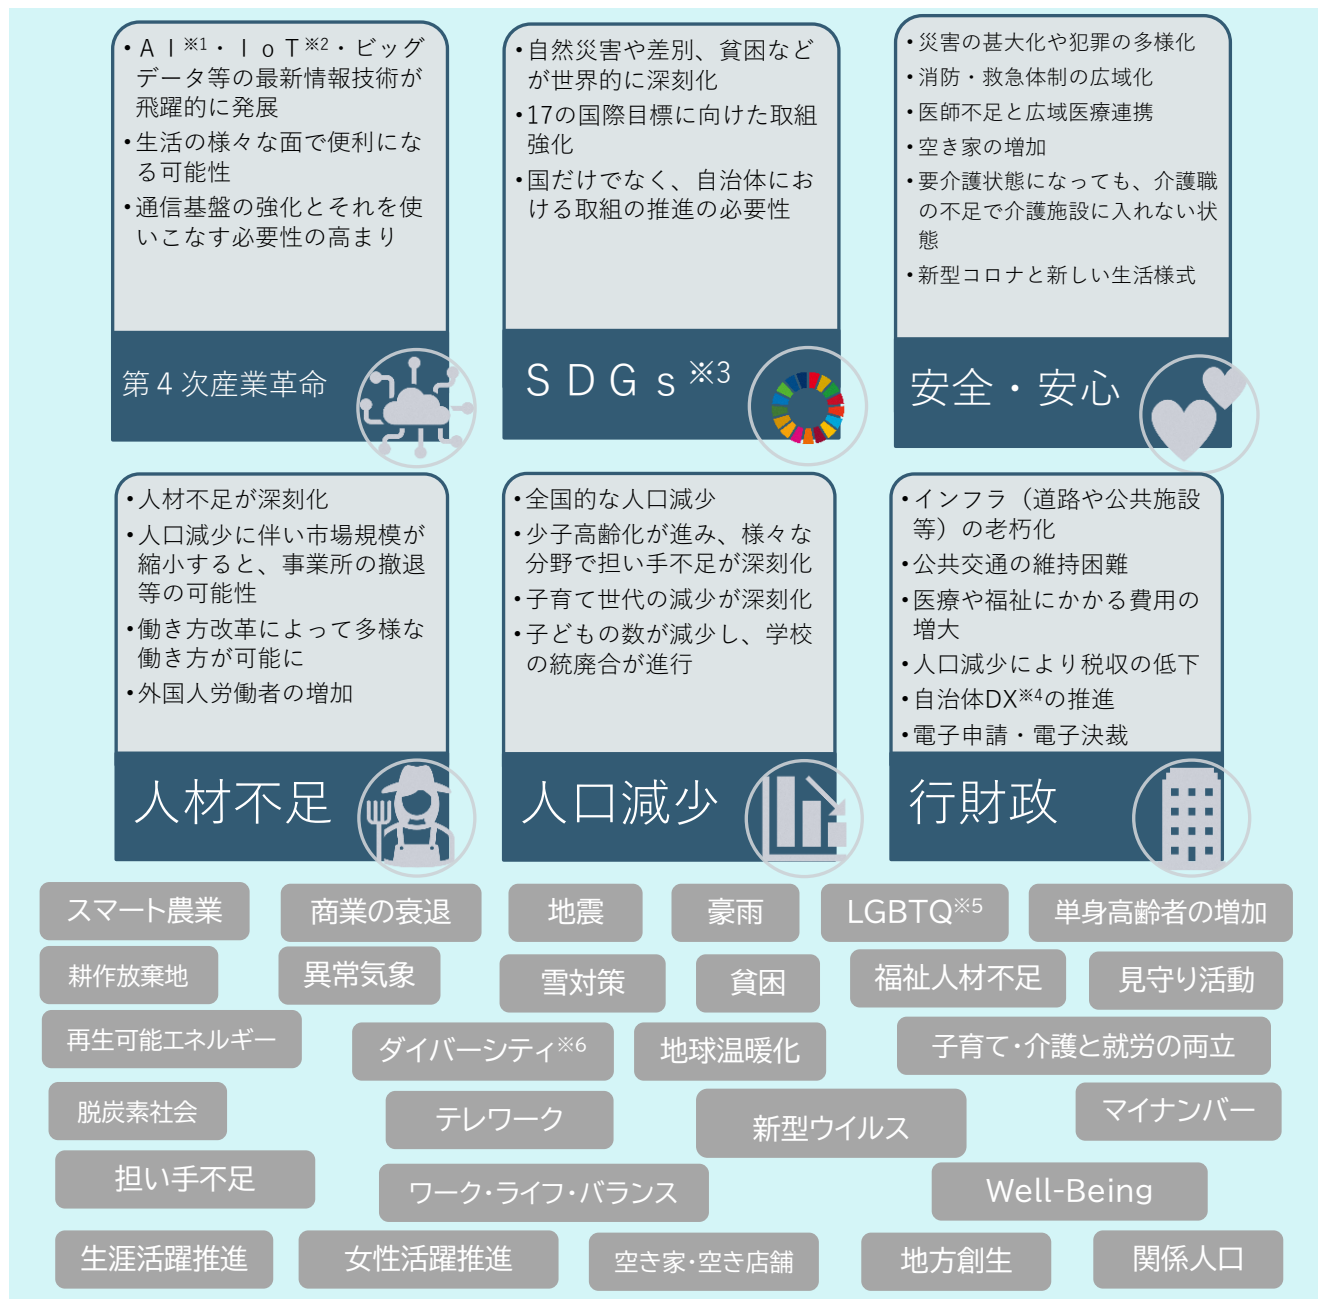 ・ＡＩ※1・ＩｏＴ※2・ビッグ
データ等の最新情報技術が
飛躍的に発展
・生活の様々な面で便利にな
る可能性
・通信基盤の強化とそれを使
いこなす必要性の高まり
第４次産業革命
・自然災害や差別、貧困など
が世界的に深刻化
・17の国際目標に向けた取組
強化
・国だけでなく、自治体にお
ける取組の推進の必要性
ＳＤＧｓ※3
・災害の甚大化や犯罪の多様化
・消防・救急体制の広域化
・医師不足と広域医療連携
・空き家の増加
・要介護状態になっても、介護職
の不足で介護施設に入れない状
態
・新型コロナと新しい生活様式
安全・安心
・人材不足が深刻化
・人口減少に伴い市場規模が
縮小すると、事業所の撤退
等の可能性
・働き方改革によって多様な
働き方が可能に
・外国人労働者の増加
人材不足
・全国的な人口減少
・少子高齢化が進み、様々な
分野で担い手不足が深刻化
・子育て世代の減少が深刻化
・子どもの数が減少し、学校
の統廃合が進行
人口減少
・インフラ（道路や公共施設
等）の老朽化
・公共交通の維持困難
・医療や福祉にかかる費用の
増大
・人口減少により税収の低下
・自治体DX※4の推進
・電子申請・電子決裁
行財政
スマート農業
商業の衰退
地震
豪雨
LGBTQ※5
単身高齢者の増加
耕作放棄地
異常気象
雪対策
貧困
福祉人材不足
見守り活動
再生可能エネルギー
ダイバーシティ※6
地球温暖化
子育て・介護と就労の両立
脱炭素社会
テレワーク
新型ウイルス
マイナンバー
担い手不足
ワーク・ライフ・バランス
Well-Being
生涯活躍推進
女性活躍推進
空き家・空き店舗
地方創生
関係人口